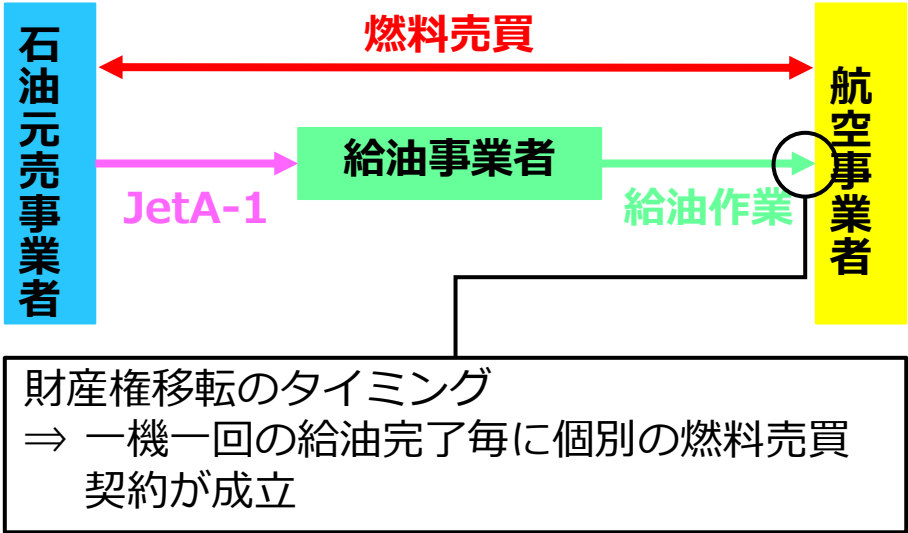 燃料売買
石油元売事業者
給油事業者
航空事業者
JetA-1
給油作業
財産権移転のタイミング
⇒ 一機一回の給油完了毎に個別の燃料売買
契約が成立